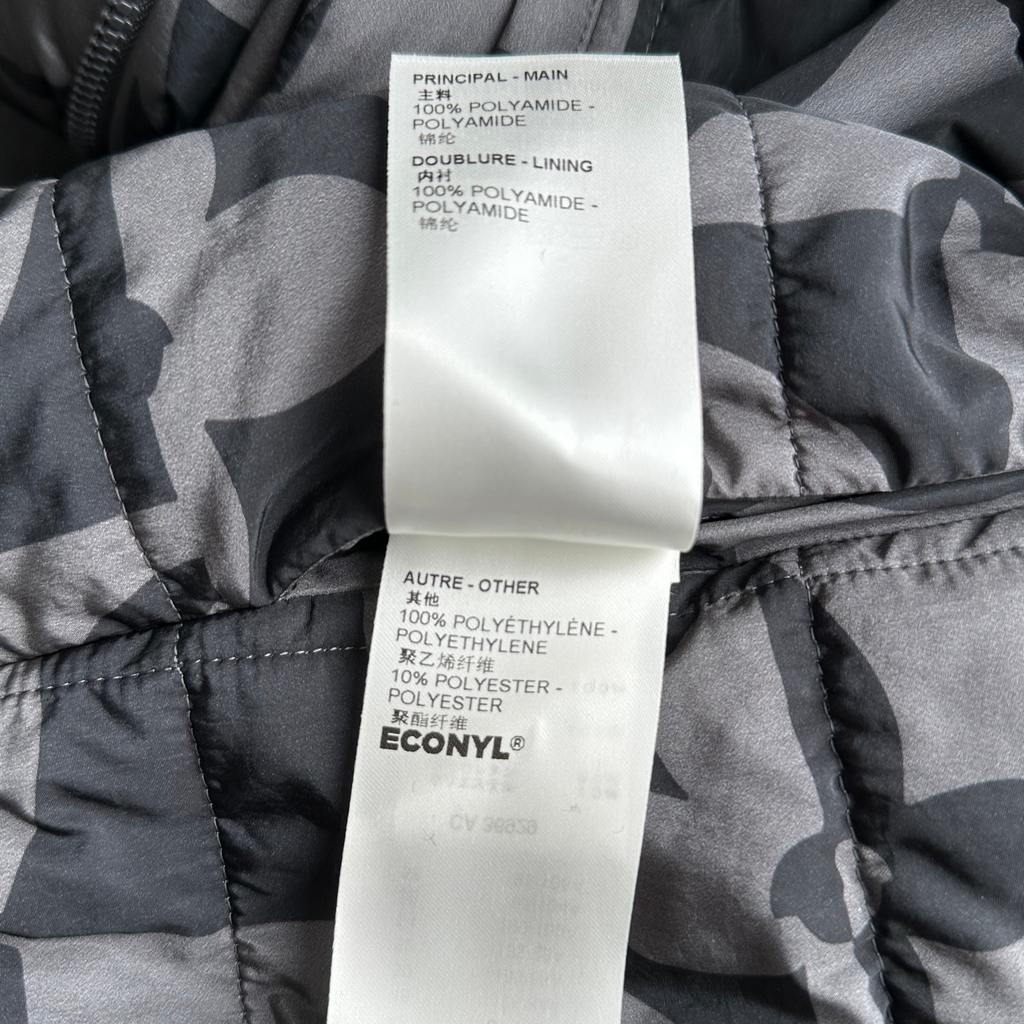 PRINCIPAL - MAIN
主料
100% POLYAMIDE -
POLYAMIDE
锦纶
DOUBLURE - LINING
内衬
100% POLYAMIDE -
POLYAMIDE
锦纶
AUTRE - OTHER
其他
100% POLYÉTHYLÈNE -
POLYETHYLENE
聚乙烯纤维
10% POLYESTER -
POLYESTER
聚酯纤维
ECONYL®
CA 36929